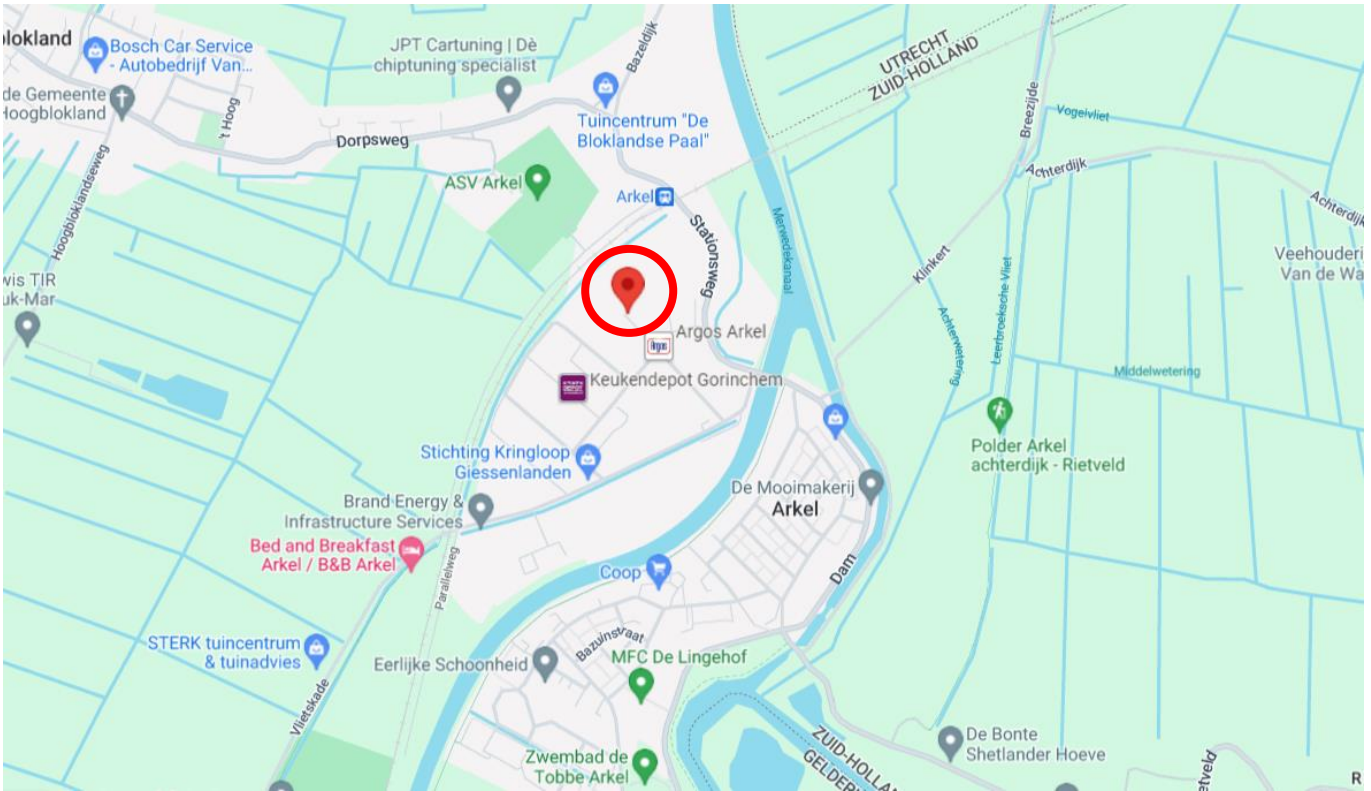 blokland
Bosch Car Service
- Autobedrijf Van...
de Gemeente
Hoogblokland
't Hoog
Hoogbloklandseweg
JPT Cartuning | Dè
chiptuning specialist
Bazeldijk
Tuincentrum "De
Bloklandse Paal"
Dorpsweg
ASV Arkel
Arkel
Stationsweg
UTRECHT
ZUID-HOLLAND
Merwedekanaal
Breezijde
Vogelvliet
Achterdijk
Achterdijk
Veehouderi
Van de Wa
Klinkert
Leerbroeksche Vliet
Achterwetering
Middelwetering
wis TIR
uk-Mar
Argos Arkel
Argos
Keukendepot Gorinchem
Stichting Kringloop
Giessenlanden
Polder Arkel
achterdijk - Rietveld
De Mooimakerij
Arkel
Brand Energy &
Infrastructure Services
Bed and Breakfast
Arkel / B&B Arkel
Parallelweg
Coop
Dam
STERK tuincentrum
& tuinadvies
Vlietskade
Eerlijke Schoonheid
Bazuinstraat
MFC De Lingehof
Zwembad de
Tobbe Arkel
ZUID-HOLLA
GELDER
De Bonte
Shetlander Hoeve
etveld
R